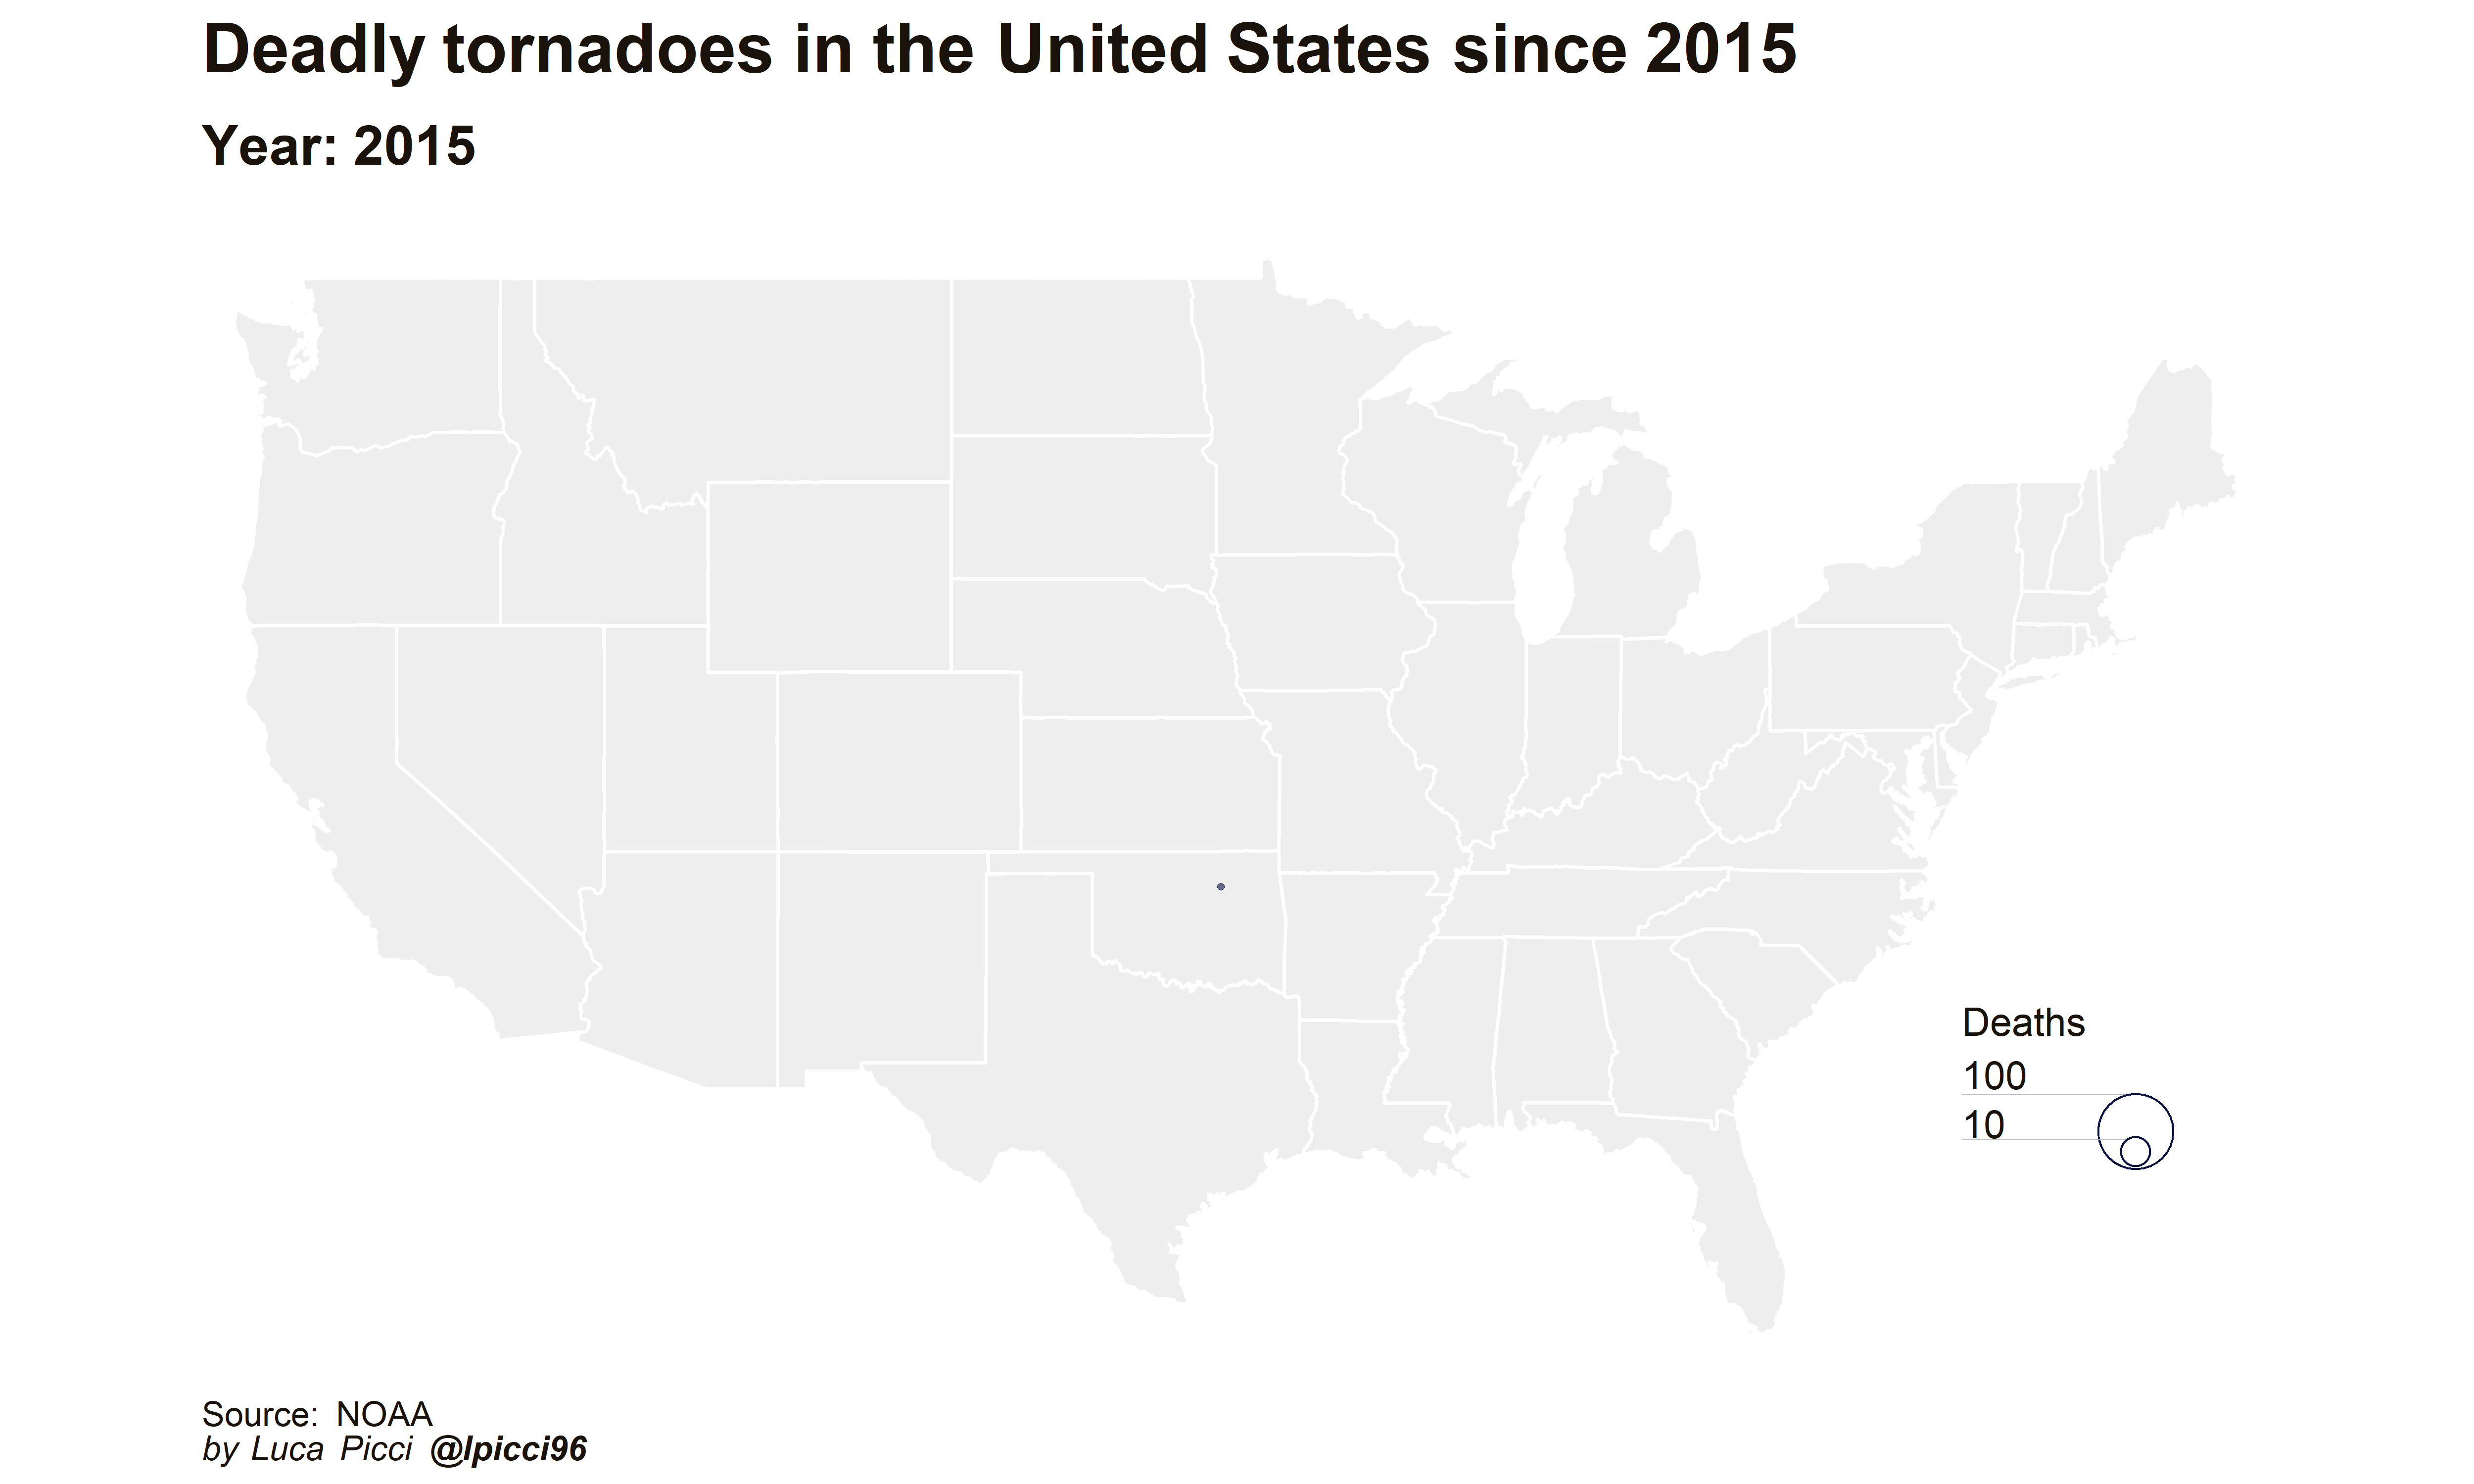 Deadly tornadoes in the United States since 2015
Year: 2015
Deaths
100
10
Source: NOAA
by Luca Picci @lpicci96